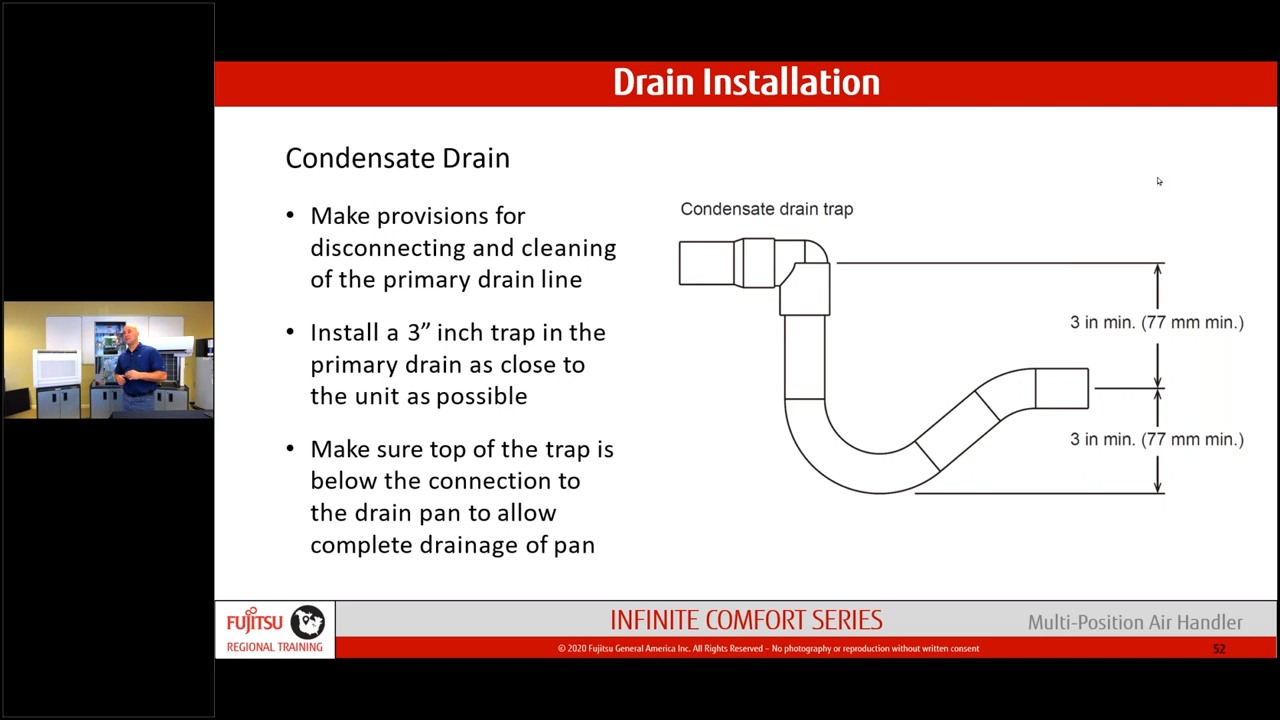 Drain Installation
Condensate Drain
• Make provisions for
disconnecting and cleaning
of the primary drain line
• Install a 3” inch trap in the
primary drain as close to
the unit as possible
• Make sure top of the trap is
below the connection to
the drain pan to allow
complete drainage of pan
Condensate drain trap
3 in min. (77 mm min.)
3 in min. (77 mm min.)
FUJITSU
REGIONAL TRAINING
INFINITE COMFORT SERIES
Multi-Position Air Handler
© 2020 Fujitsu General America Inc. All Rights Reserved – No photography or reproduction without written consent
52